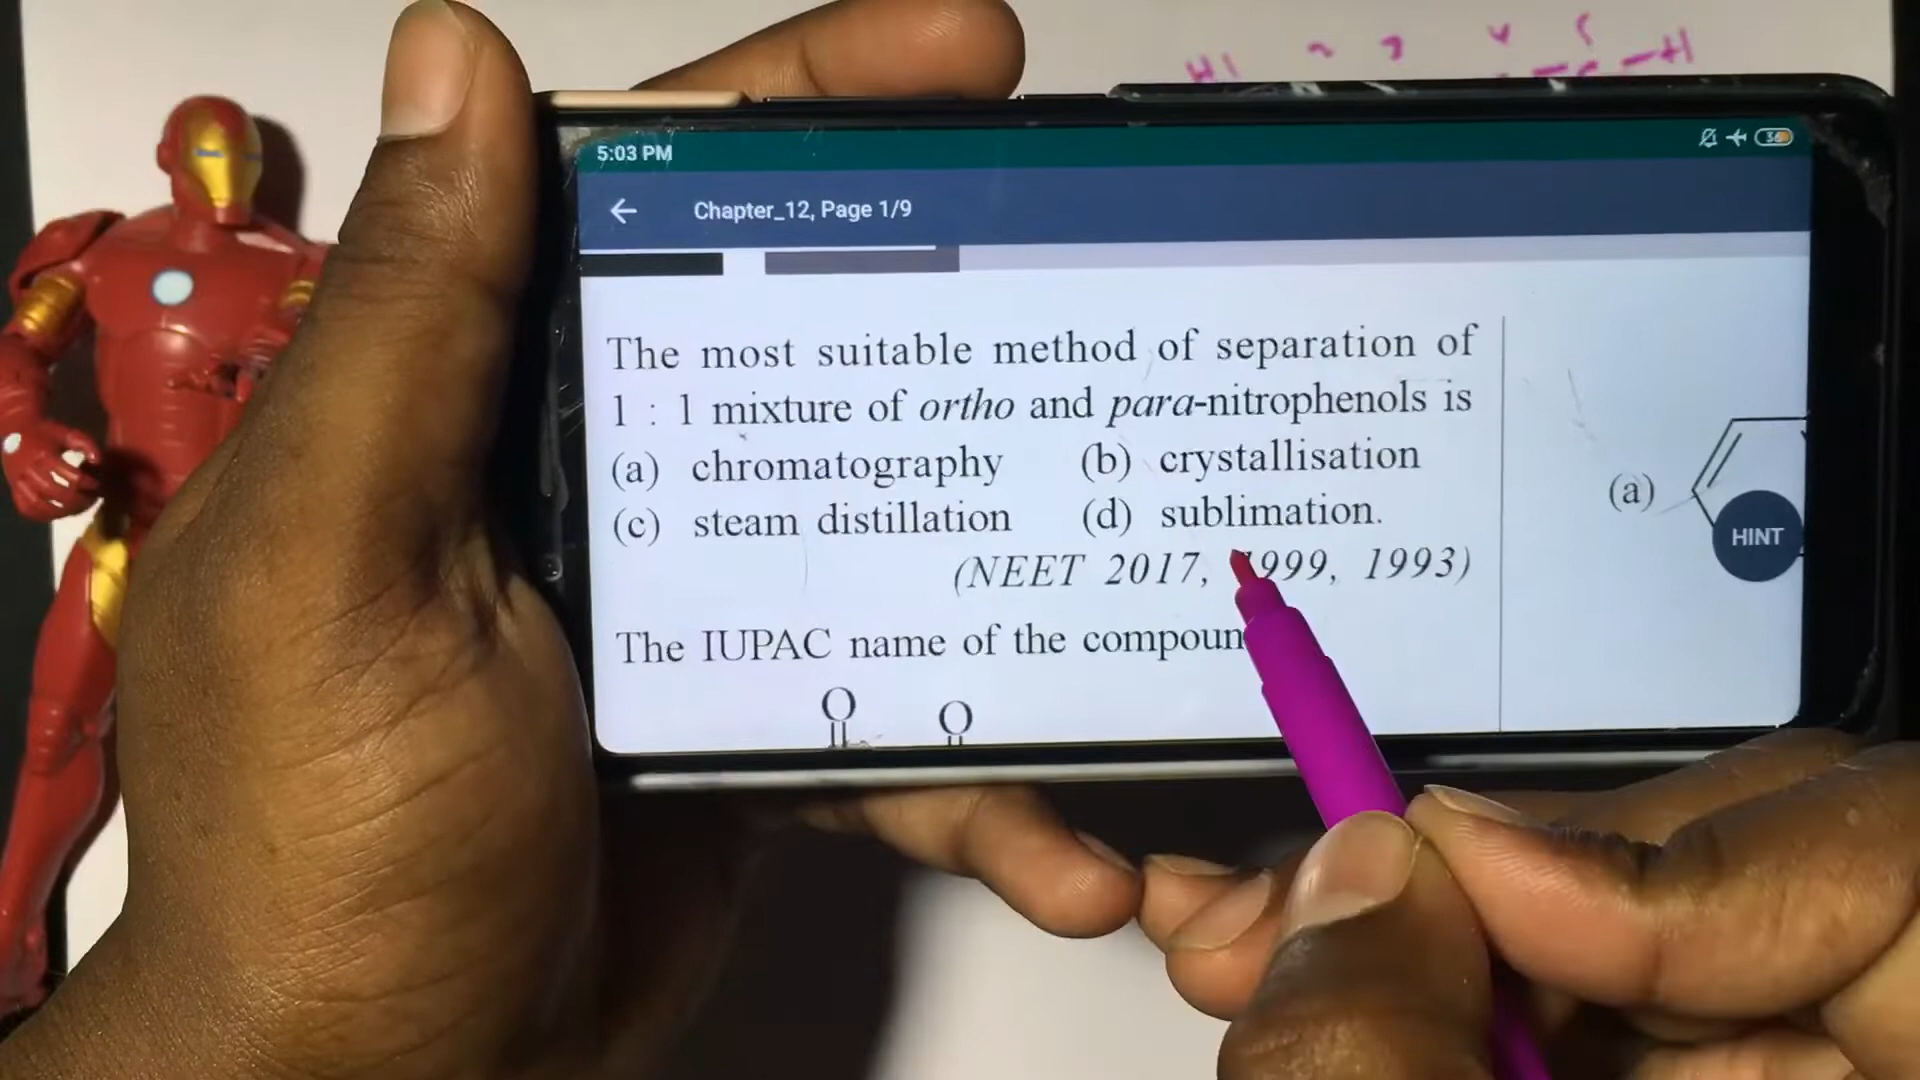 5:03 PM
36
Chapter_12, Page 1/9
The most suitable method of separation of
1 : 1 mixture of ortho and para-nitrophenols is
(a) chromatography (b) crystallisation
(c) steam distillation (d) sublimation.
(NEET 2017, 1999, 1993)
The IUPAC name of the compoun
O O
(a)
HINT